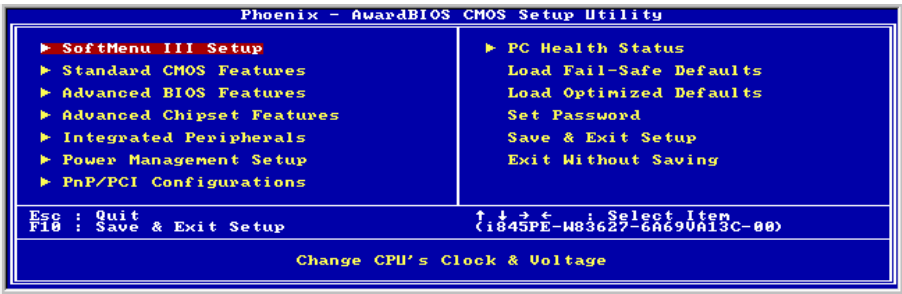 Phoenix - AwardBIOS CMOS Setup Utility
► SoftMenu III Setup
► Standard CMOS Features
► Advanced BIOS Features
► Advanced Chipset Features
► Integrated Peripherals
► Power Management Setup
► PnP/PCI Configurations
► PC Health Status
Load Fail-Safe Defaults
Load Optimized Defaults
Set Password
Save & Exit Setup
Exit Without Saving
Esc : Quit
F10 : Save & Exit Setup
↑ ↓ → ← : Select Item
(i845PE-W83627-6A69VA13C-00)
Change CPU's Clock & Voltage